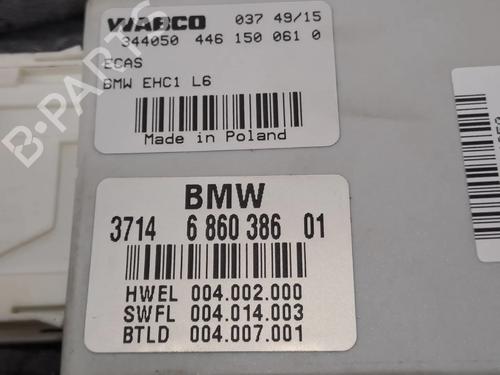 WABCO 037 49/15
344050 446 150 061 0
ECAS
BMW EHC1 L6
Made in Poland
BMW
3714 6 860 386 01
HWEL 004.002.000
SWFL 004.014.003
BTLD 004.007.001
B-PARTS